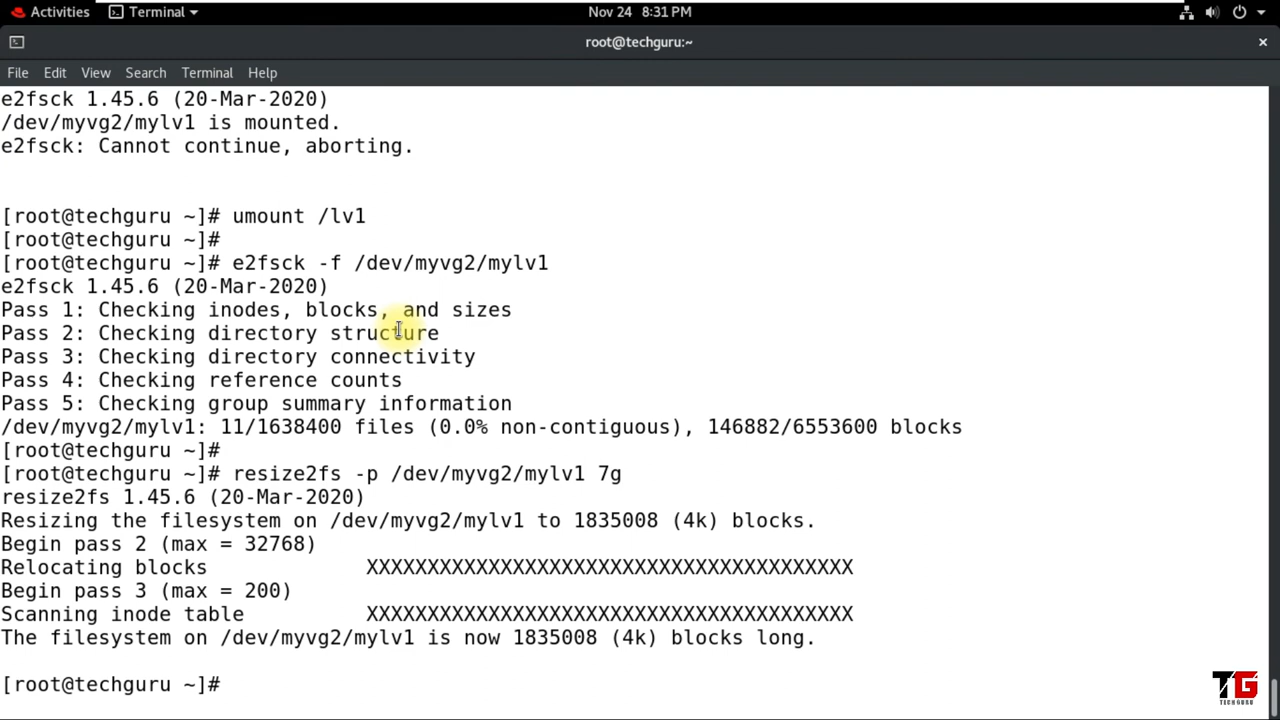 Activities Terminal Nov 24 8:31 PM
root@techguru:~
File Edit View Search Terminal Help
e2fsck 1.45.6 (20-Mar-2020)
/dev/myvg2/mylv1 is mounted.
e2fsck: Cannot continue, aborting.
[root@techguru ~]# umount /lv1
[root@techguru ~]#
[root@techguru ~]# e2fsck -f /dev/myvg2/mylv1
e2fsck 1.45.6 (20-Mar-2020)
Pass 1: Checking inodes, blocks, and sizes
Pass 2: Checking directory structure
Pass 3: Checking directory connectivity
Pass 4: Checking reference counts
Pass 5: Checking group summary information
/dev/myvg2/mylv1: 11/1638400 files (0.0% non-contiguous), 146882/6553600 blocks
[root@techguru ~]#
[root@techguru ~]# resize2fs -p /dev/myvg2/mylv1 7g
resize2fs 1.45.6 (20-Mar-2020)
Resizing the filesystem on /dev/myvg2/mylv1 to 1835008 (4k) blocks.
Begin pass 2 (max = 32768)
Relocating blocks XXXXXXXXXXXXXXXXXXXXXXXXXXXXXXXXXXXXXXXX
Begin pass 3 (max = 200)
Scanning inode table XXXXXXXXXXXXXXXXXXXXXXXXXXXXXXXXXXXXXXXX
The filesystem on /dev/myvg2/mylv1 is now 1835008 (4k) blocks long.
[root@techguru ~]#
TG
TECH GURU